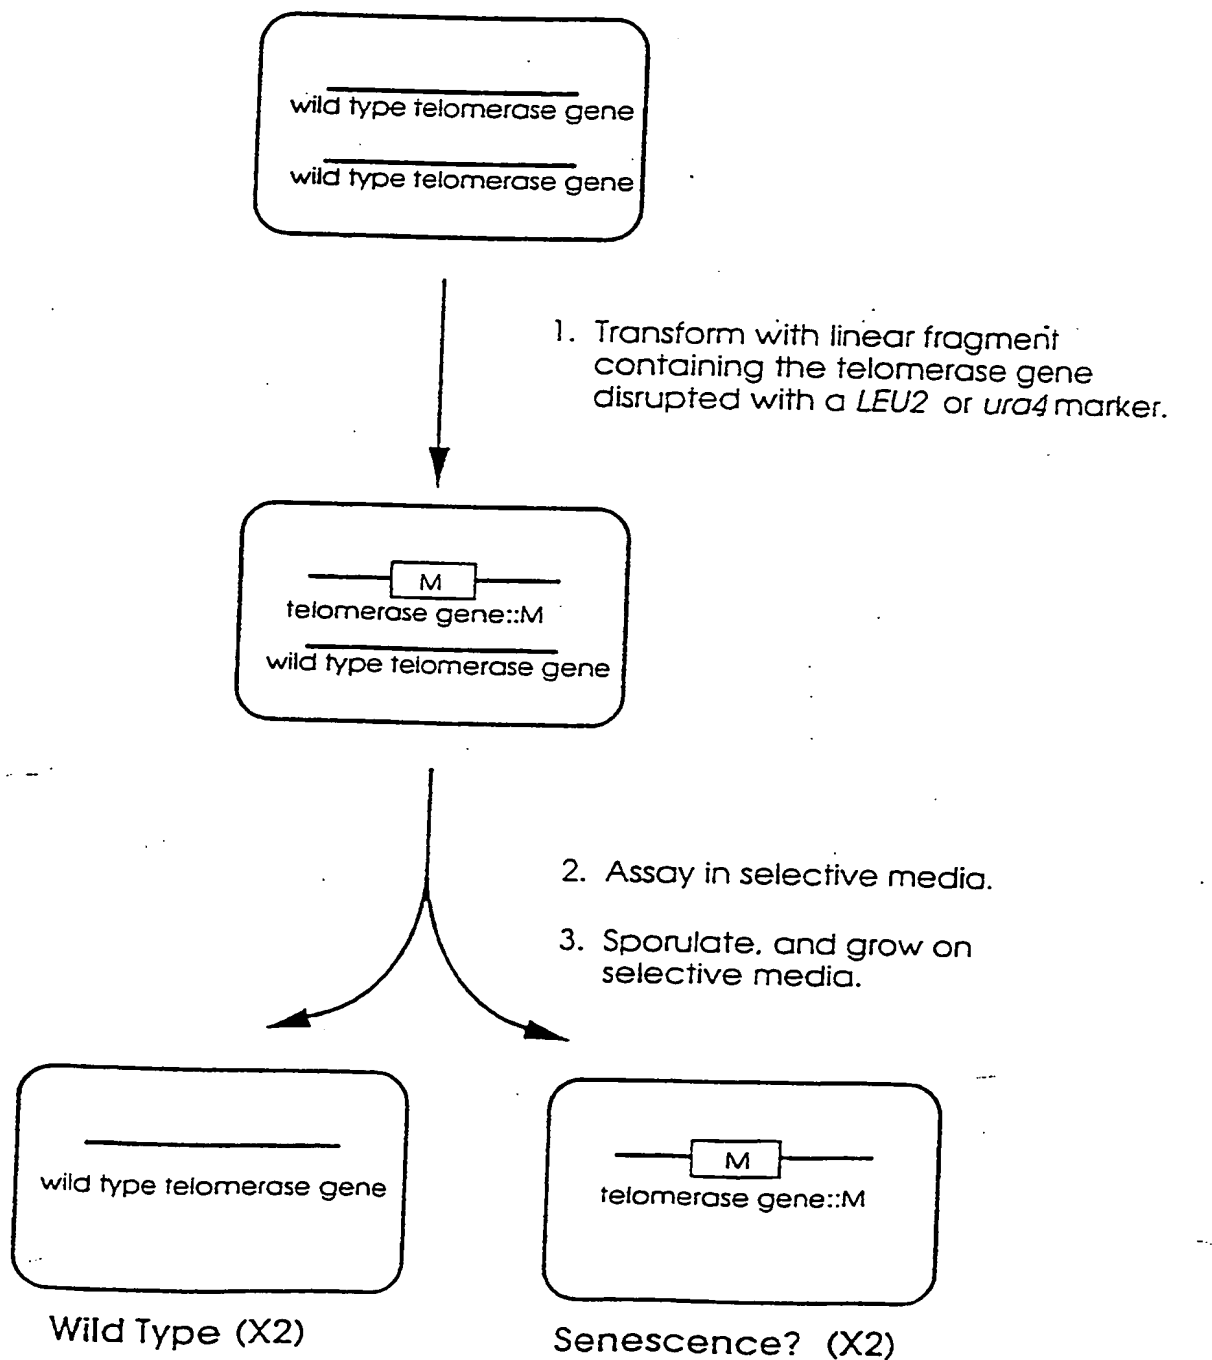 wild type telomerase gene
wild type telomerase gene
1. Transform with linear fragment
containing the telomerase gene
disrupted with a LEU2 or ura4 marker.
M
telomerase gene::M
wild type telomerase gene
2. Assay in selective media.
3. Sporulate, and grow on
selective media.
wild type telomerase gene
Wild Type (X2)
M
telomerase gene::M
Senescence? (X2)